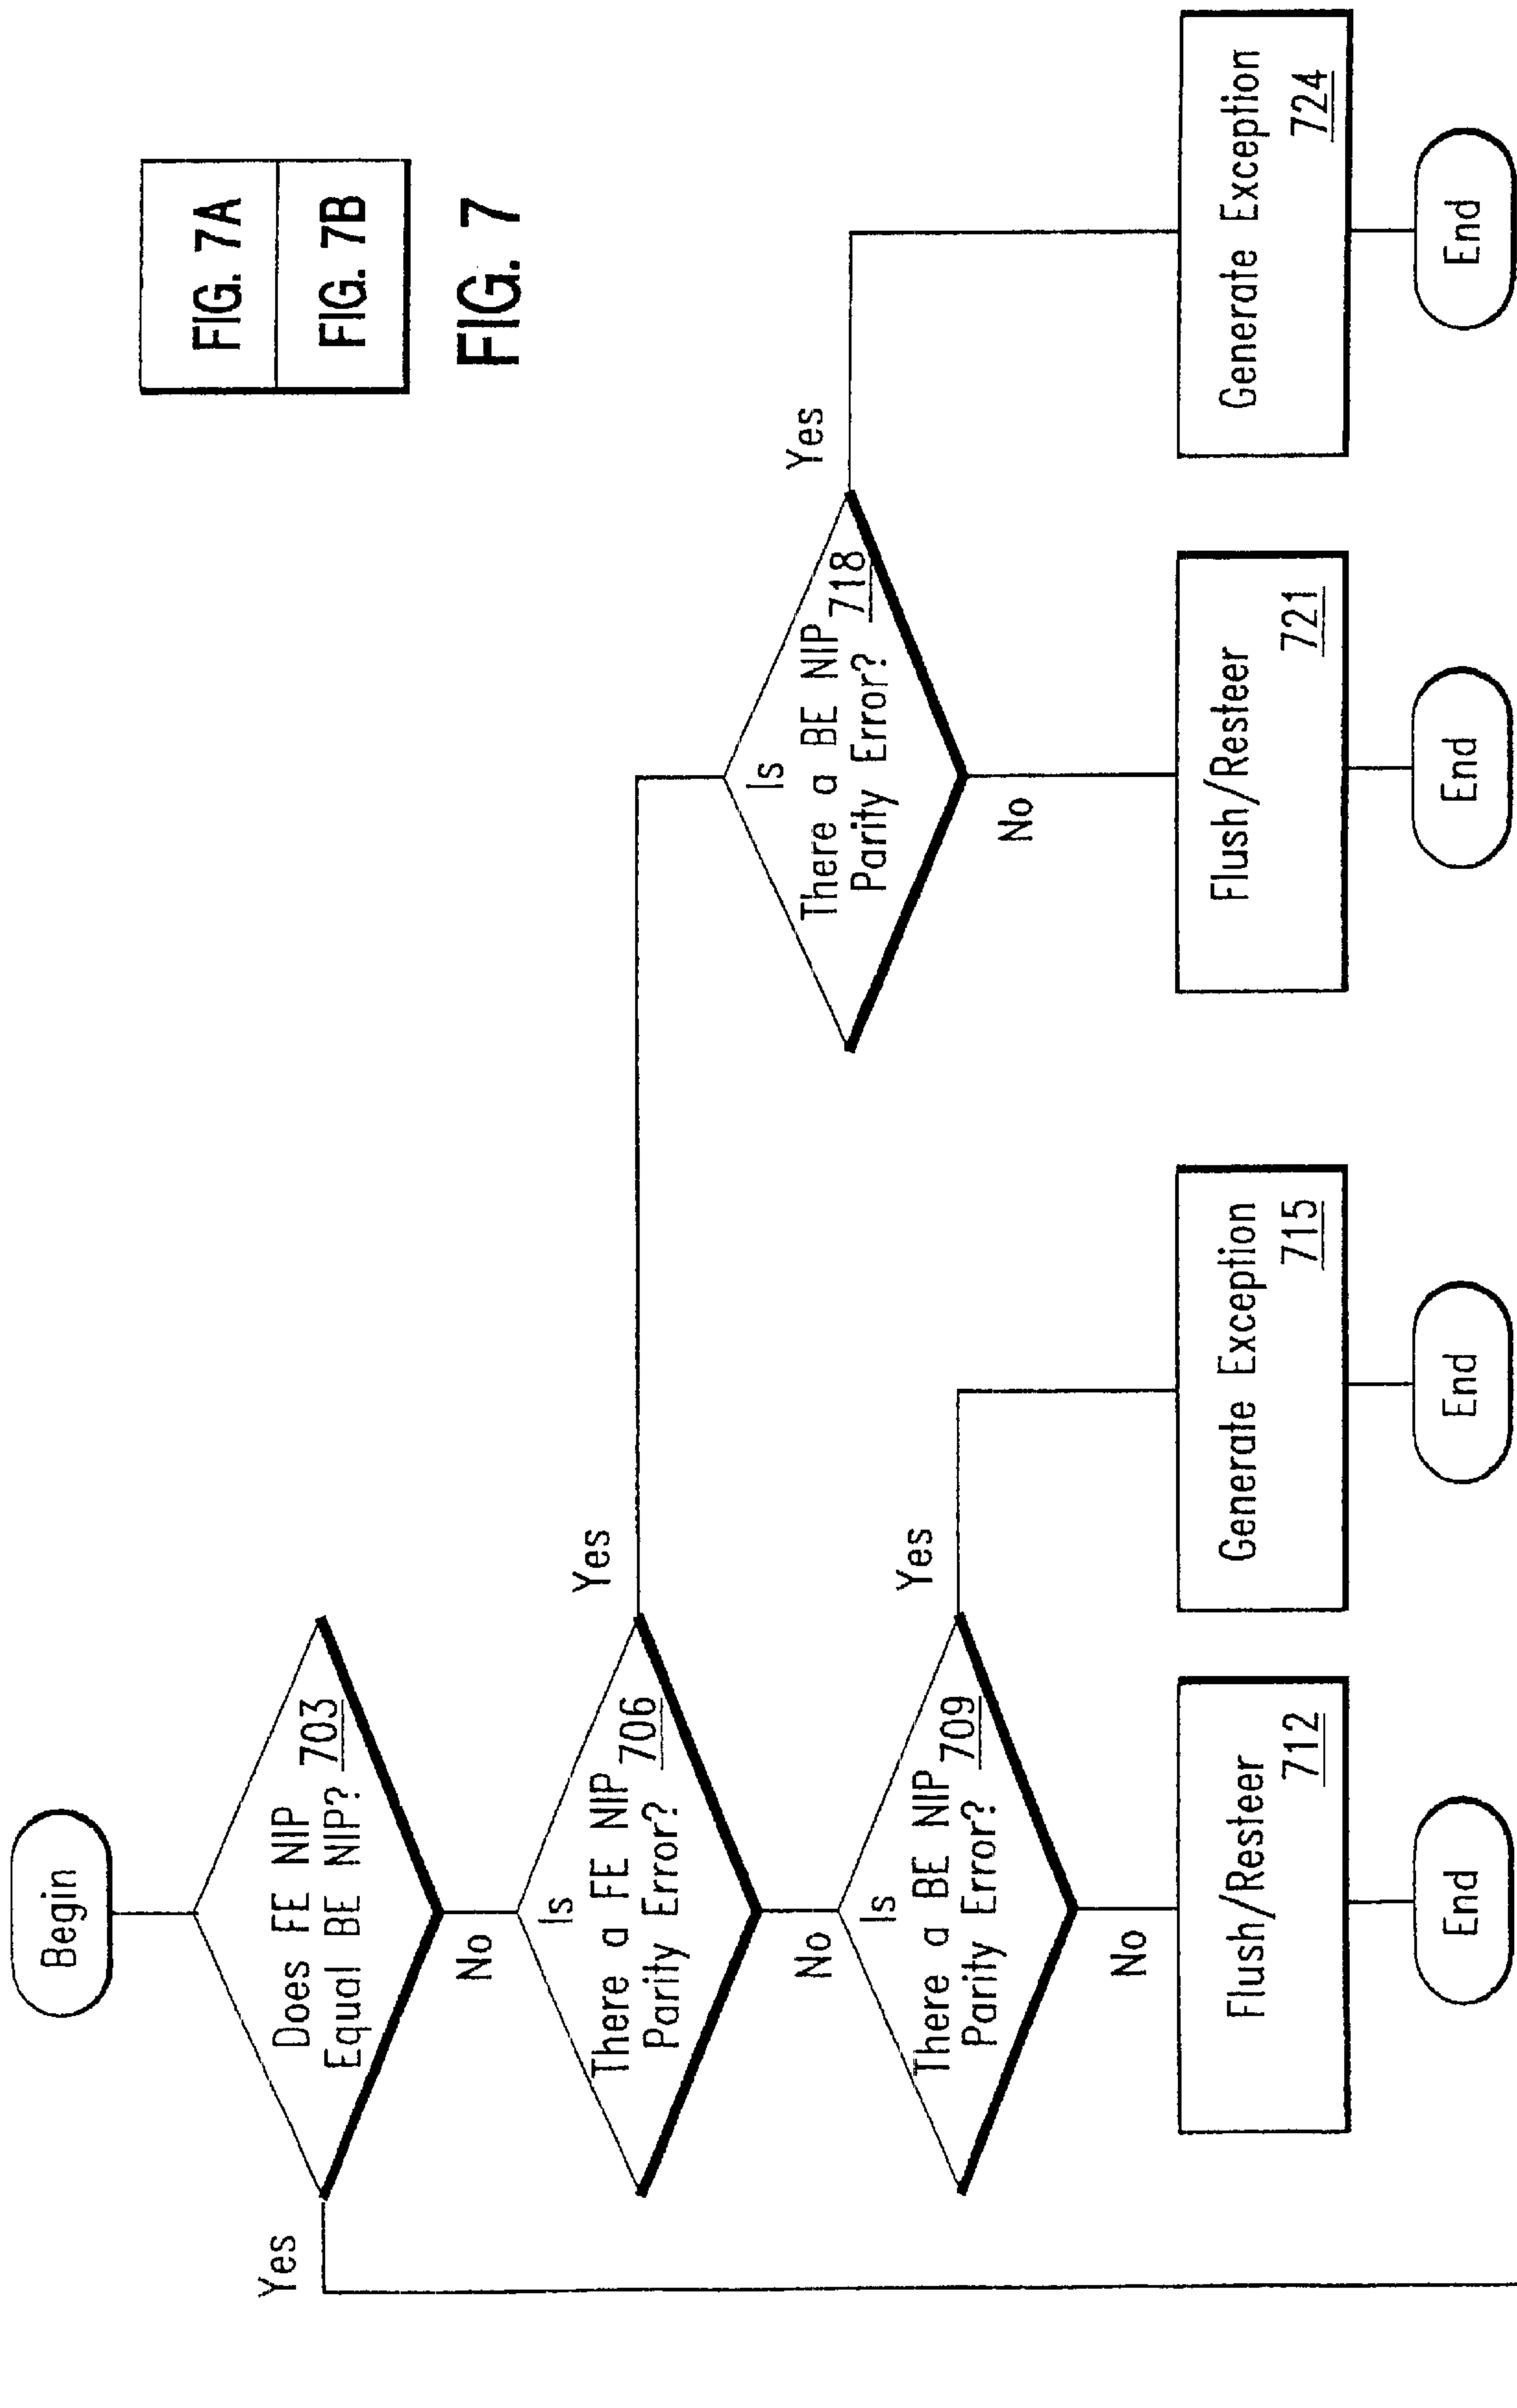 Begin
Does FE NIP
Equal BE NIP? 703
Yes
No
Is
There a FE NIP
Parity Error? 706
Yes
No
Is
There a BE NIP
Parity Error? 709
Yes
No
Flush/Resteer
712
End
Generate Exception
715
End
Is
There a BE NIP
Parity Error? 718
Yes
No
Flush/Resteer
721
End
Generate Exception
724
End
FIG. 7A
FIG. 7B
FIG. 7